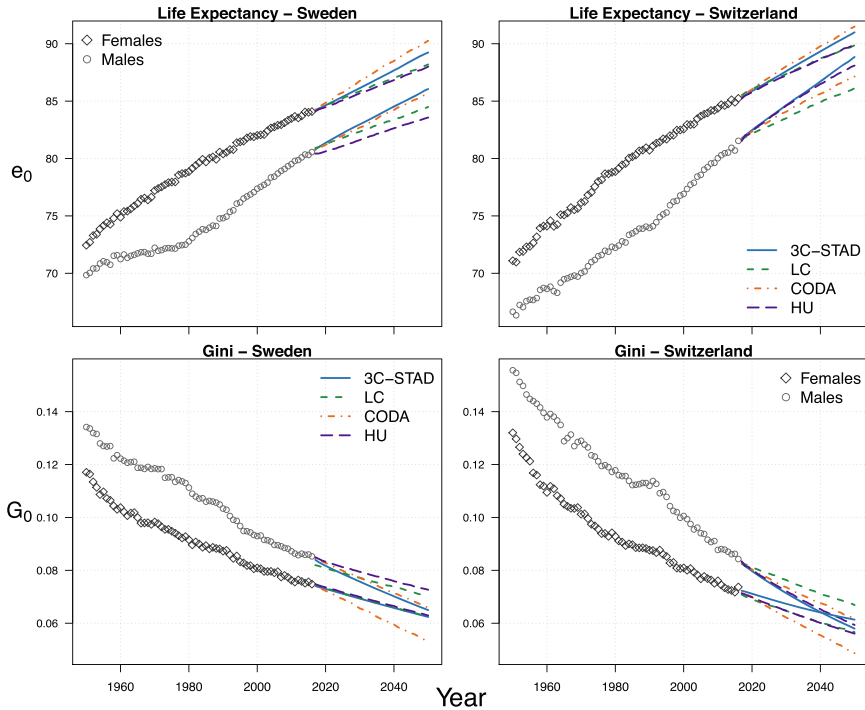 Life Expectancy – Sweden
Life Expectancy – Switzerland
Females
Males
90
85
80
75
70
90
85
80
75
70
e0
3C−STAD
LC
CODA
HU
Gini – Sweden
Gini – Switzerland
3C−STAD
LC
CODA
HU
Females
Males
0.14
0.12
0.10
0.08
0.06
0.14
0.12
0.10
0.08
0.06
G0
1960 1980 2000 2020 2040
1960 1980 2000 2020 2040
Year